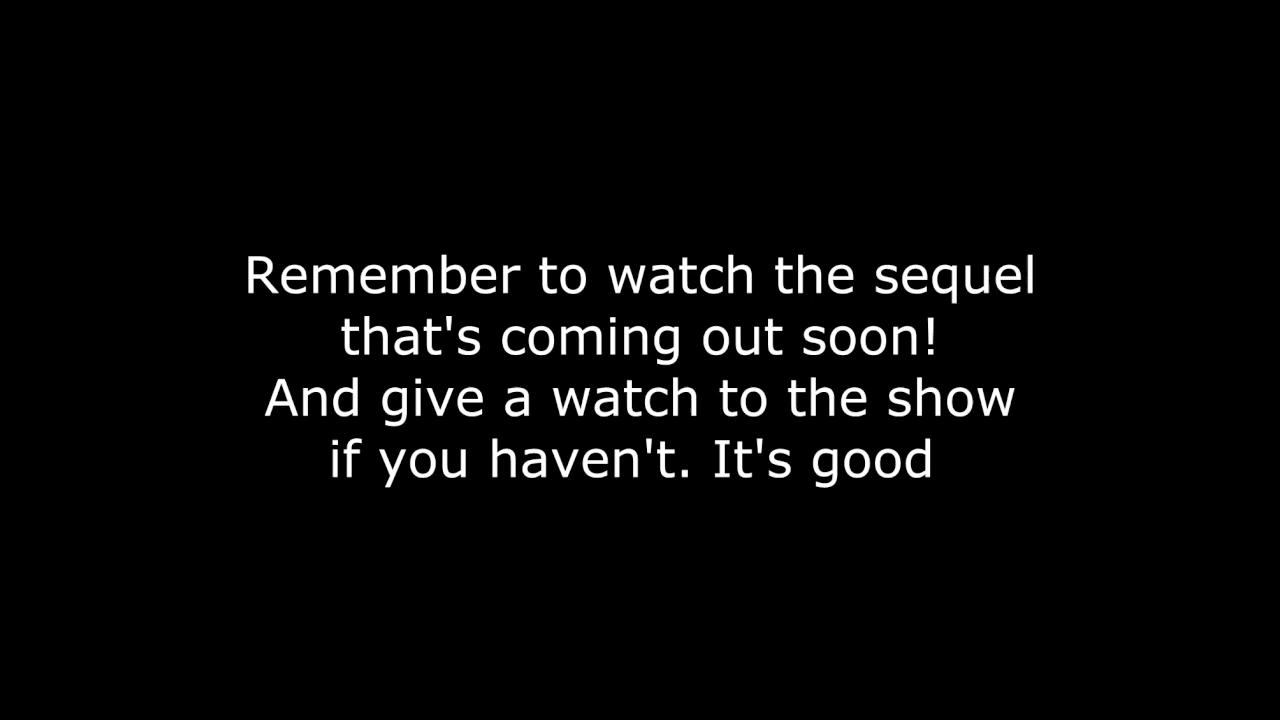 Remember to watch the sequel
that's coming out soon!
And give a watch to the show
if you haven't. It's good